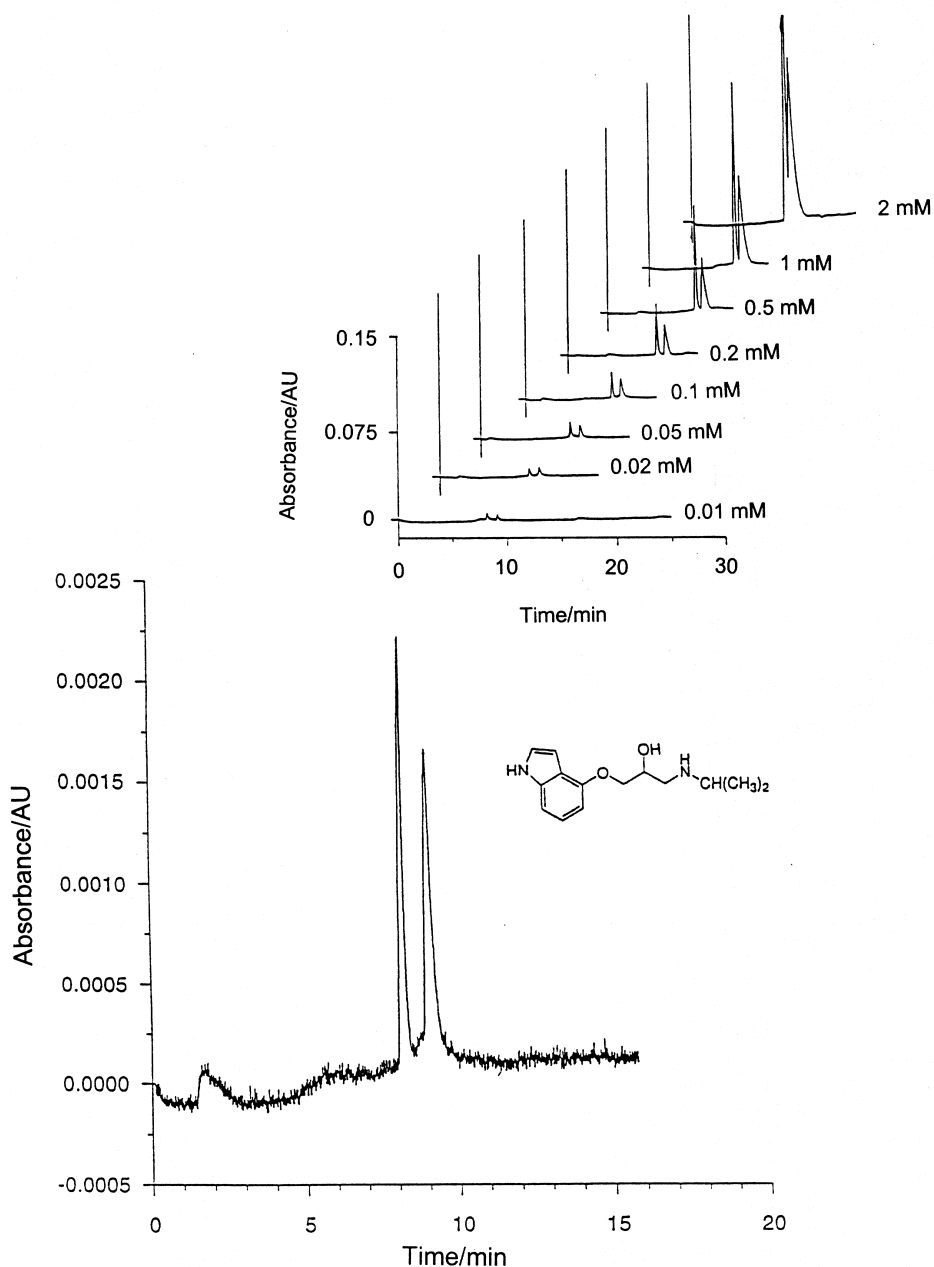 2 mM
1 mM
0.5 mM
0.15
0.2 mM
0.1 mM
0.075
0.05 mM
0.02 mM
0
0.01 mM
Absorbance/AU
0 10 20 30
Time/min
0.0025
0.0020
0.0015
0.0010
0.0005
0.0000
-0.0005
Absorbance/AU
OH
H
HN O N CH(CH3)2
0 5 10 15 20
Time/min